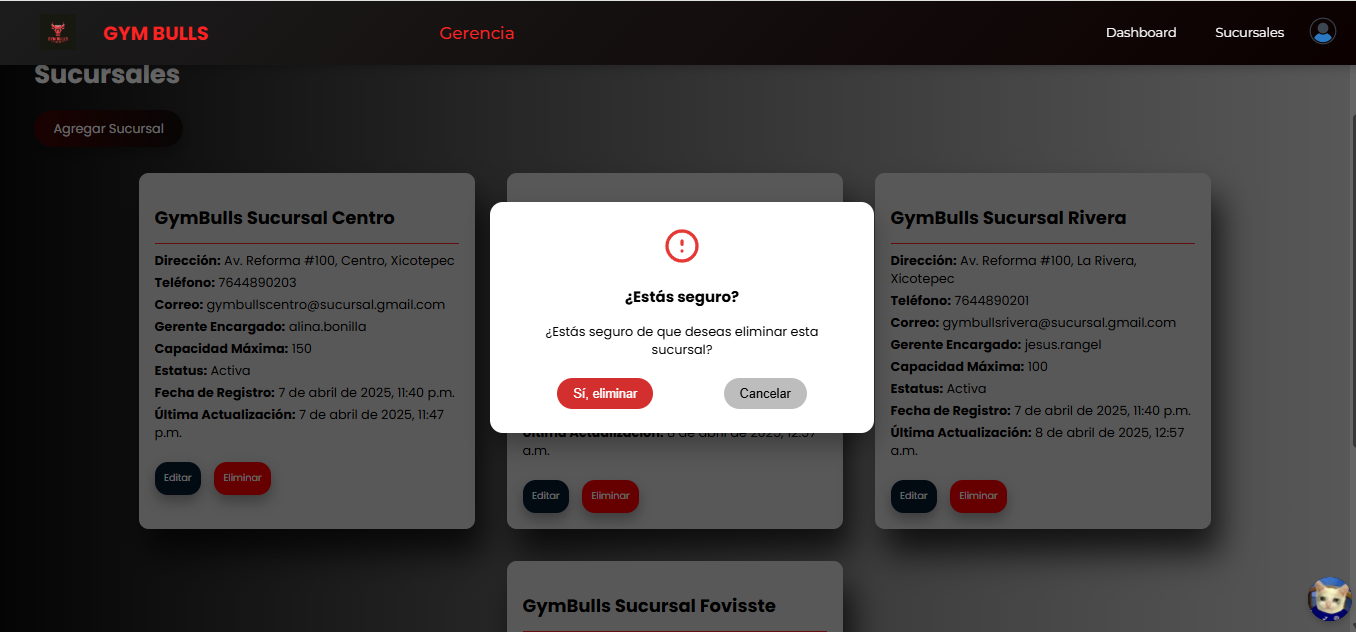 GYM BULLS
GYM BULLS
Gerencia
Dashboard
Sucursales
Sucursales
Agregar Sucursal
GymBulls Sucursal Centro
Dirección: Av. Reforma #100, Centro, Xicotepec
Teléfono: 7644890203
Correo: gymbullscentro@sucursal.gmail.com
Gerente Encargado: alina.bonilla
Capacidad Máxima: 150
Estatus: Activa
Fecha de Registro: 7 de abril de 2025, 11:40 p.m.
Última Actualización: 7 de abril de 2025, 11:47
p.m.
Editar
Eliminar
¿Estás seguro?
¿Estás seguro de que deseas eliminar esta
sucursal?
Sí, eliminar
Cancelar
Última Actualización: 8 de abril de 2025, 12:57
a.m.
Editar
Eliminar
GymBulls Sucursal Rivera
Dirección: Av. Reforma #100, La Rivera,
Xicotepec
Teléfono: 7644890201
Correo: gymbullsrivera@sucursal.gmail.com
Gerente Encargado: jesus.rangel
Capacidad Máxima: 100
Estatus: Activa
Fecha de Registro: 7 de abril de 2025, 11:40 p.m.
Última Actualización: 8 de abril de 2025, 12:57
a.m.
Editar
Eliminar
GymBulls Sucursal Fovisste